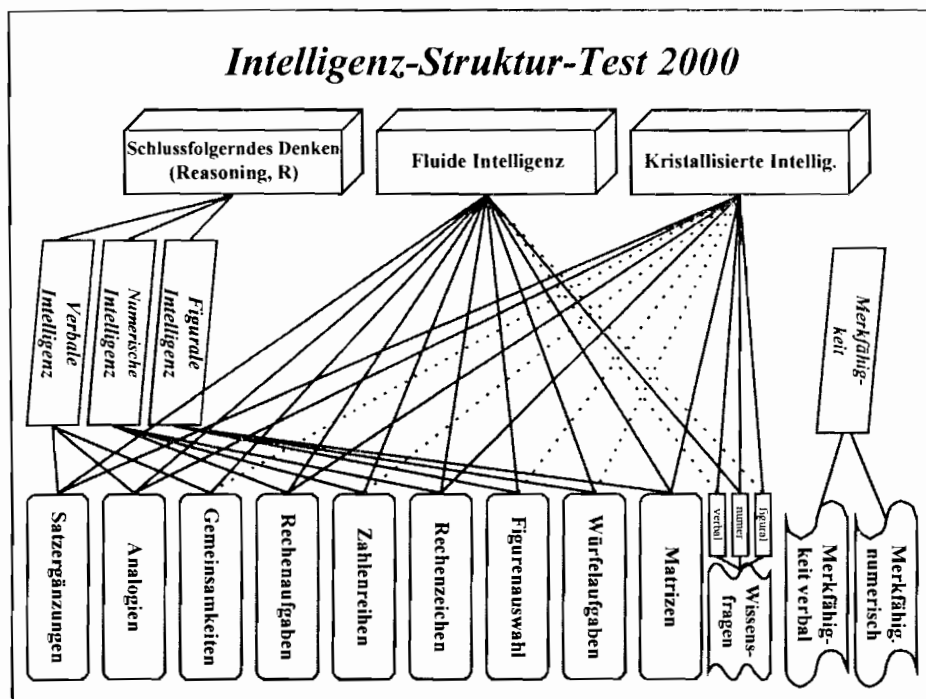 Intelligenz-Struktur-Test 2000
Schlussfolgerndes Denken
(Reasoning, R)
Fluide Intelligenz
Kristallisierte Intellig.
Verbale
Intelligenz
Numerische
Intelligenz
Figurale
Intelligenz
Merkfähig-
keit
Satzergänzungen
Analogien
Gemeinsamkeiten
Rechenaufgaben
Zahlenreihen
Rechenzeichen
Figurenauswahl
Würfelaufgaben
Matrizen
verbal
numer
figural
Wissens-
fragen
Merkfähig-
keit verbal
Merkfähig.
numerisch